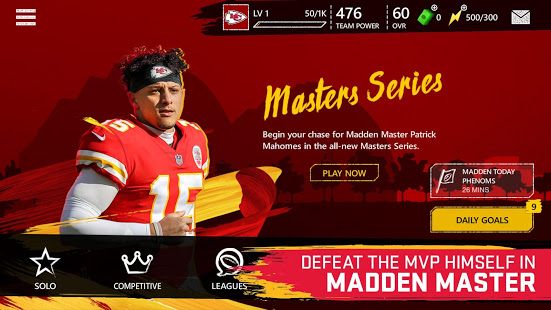 LV 1
50/1K
476
TEAM POWER
60
OVR
0
500/300
Masters Series
Begin your chase for Madden Master Patrick
Mahomes in the all-new Masters Series.
PLAY NOW
MADDEN TODAY
PHENOMS
26 MINS
9
DAILY GOALS
15
SOLO
COMPETITIVE
LEAGUES
DEFEAT THE MVP HIMSELF IN
MADDEN MASTER